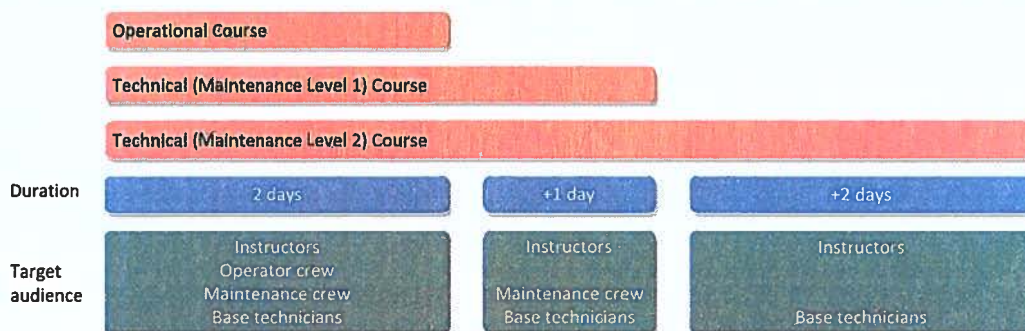 Operational Course
Technical (Maintenance Level 1) Course
Technical (Maintenance Level 2) Course
Duration
2 days
+1 day
+2 days
Target
audience
Instructors
Operator crew
Maintenance crew
Base technicians
Instructors
Maintenance crew
Base technicians
Instructors
Base technicians